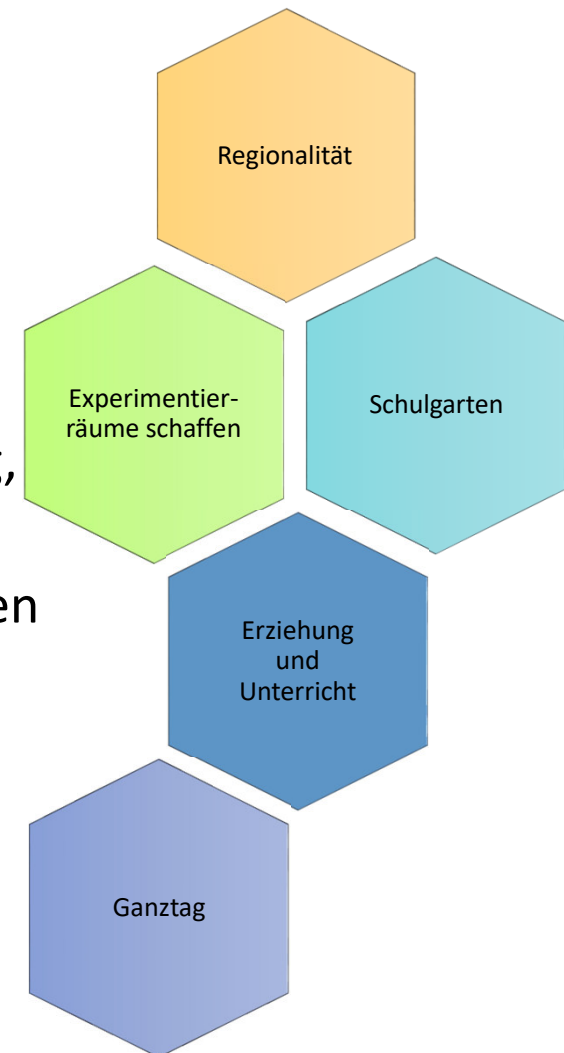 Regionalität
Experimentier-
räume schaffen
Schulgarten
Erziehung
und
Unterricht
Ganztag